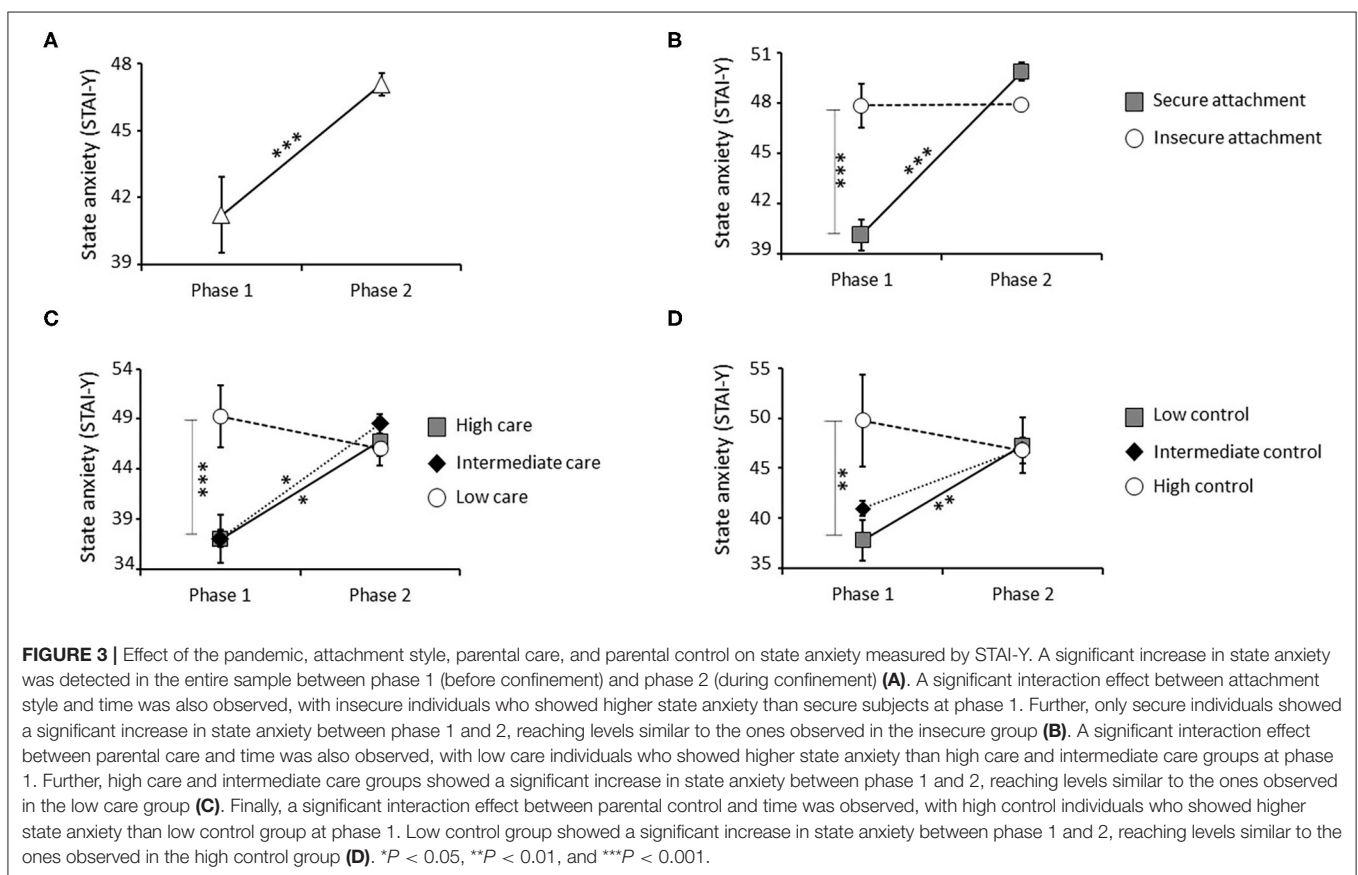 A
State anxiety (STAI-Y)
48
45
42
39
***
Phase 1
Phase 2
B
State anxiety (STAI-Y)
51
48
45
42
39
***
***
Phase 1
Phase 2
Secure attachment
Insecure attachment
C
State anxiety (STAI-Y)
54
49
44
39
34
***
*
*
Phase 1
Phase 2
High care
Intermediate care
Low care
D
State anxiety (STAI-Y)
55
50
45
40
35
**
**
Phase 1
Phase 2
Low control
Intermediate control
High control
FIGURE 3 | Effect of the pandemic, attachment style, parental care, and parental control on state anxiety measured by STAI-Y. A significant increase in state anxiety
was detected in the entire sample between phase 1 (before confinement) and phase 2 (during confinement) (A). A significant interaction effect between attachment
style and time was also observed, with insecure individuals who showed higher state anxiety than secure subjects at phase 1. Further, only secure individuals showed
a significant increase in state anxiety between phase 1 and 2, reaching levels similar to the ones observed in the insecure group (B). A significant interaction effect
between parental care and time was also observed, with low care individuals who showed higher state anxiety than high care and intermediate care groups at phase
1. Further, high care and intermediate care groups showed a significant increase in state anxiety between phase 1 and 2, reaching levels similar to the ones observed
in the low care group (C). Finally, a significant interaction effect between parental control and time was observed, with high control individuals who showed higher
state anxiety than low control group at phase 1. Low control group showed a significant increase in state anxiety between phase 1 and 2, reaching levels similar to the
ones observed in the high control group (D). *P < 0.05, **P < 0.01, and ***P < 0.001.